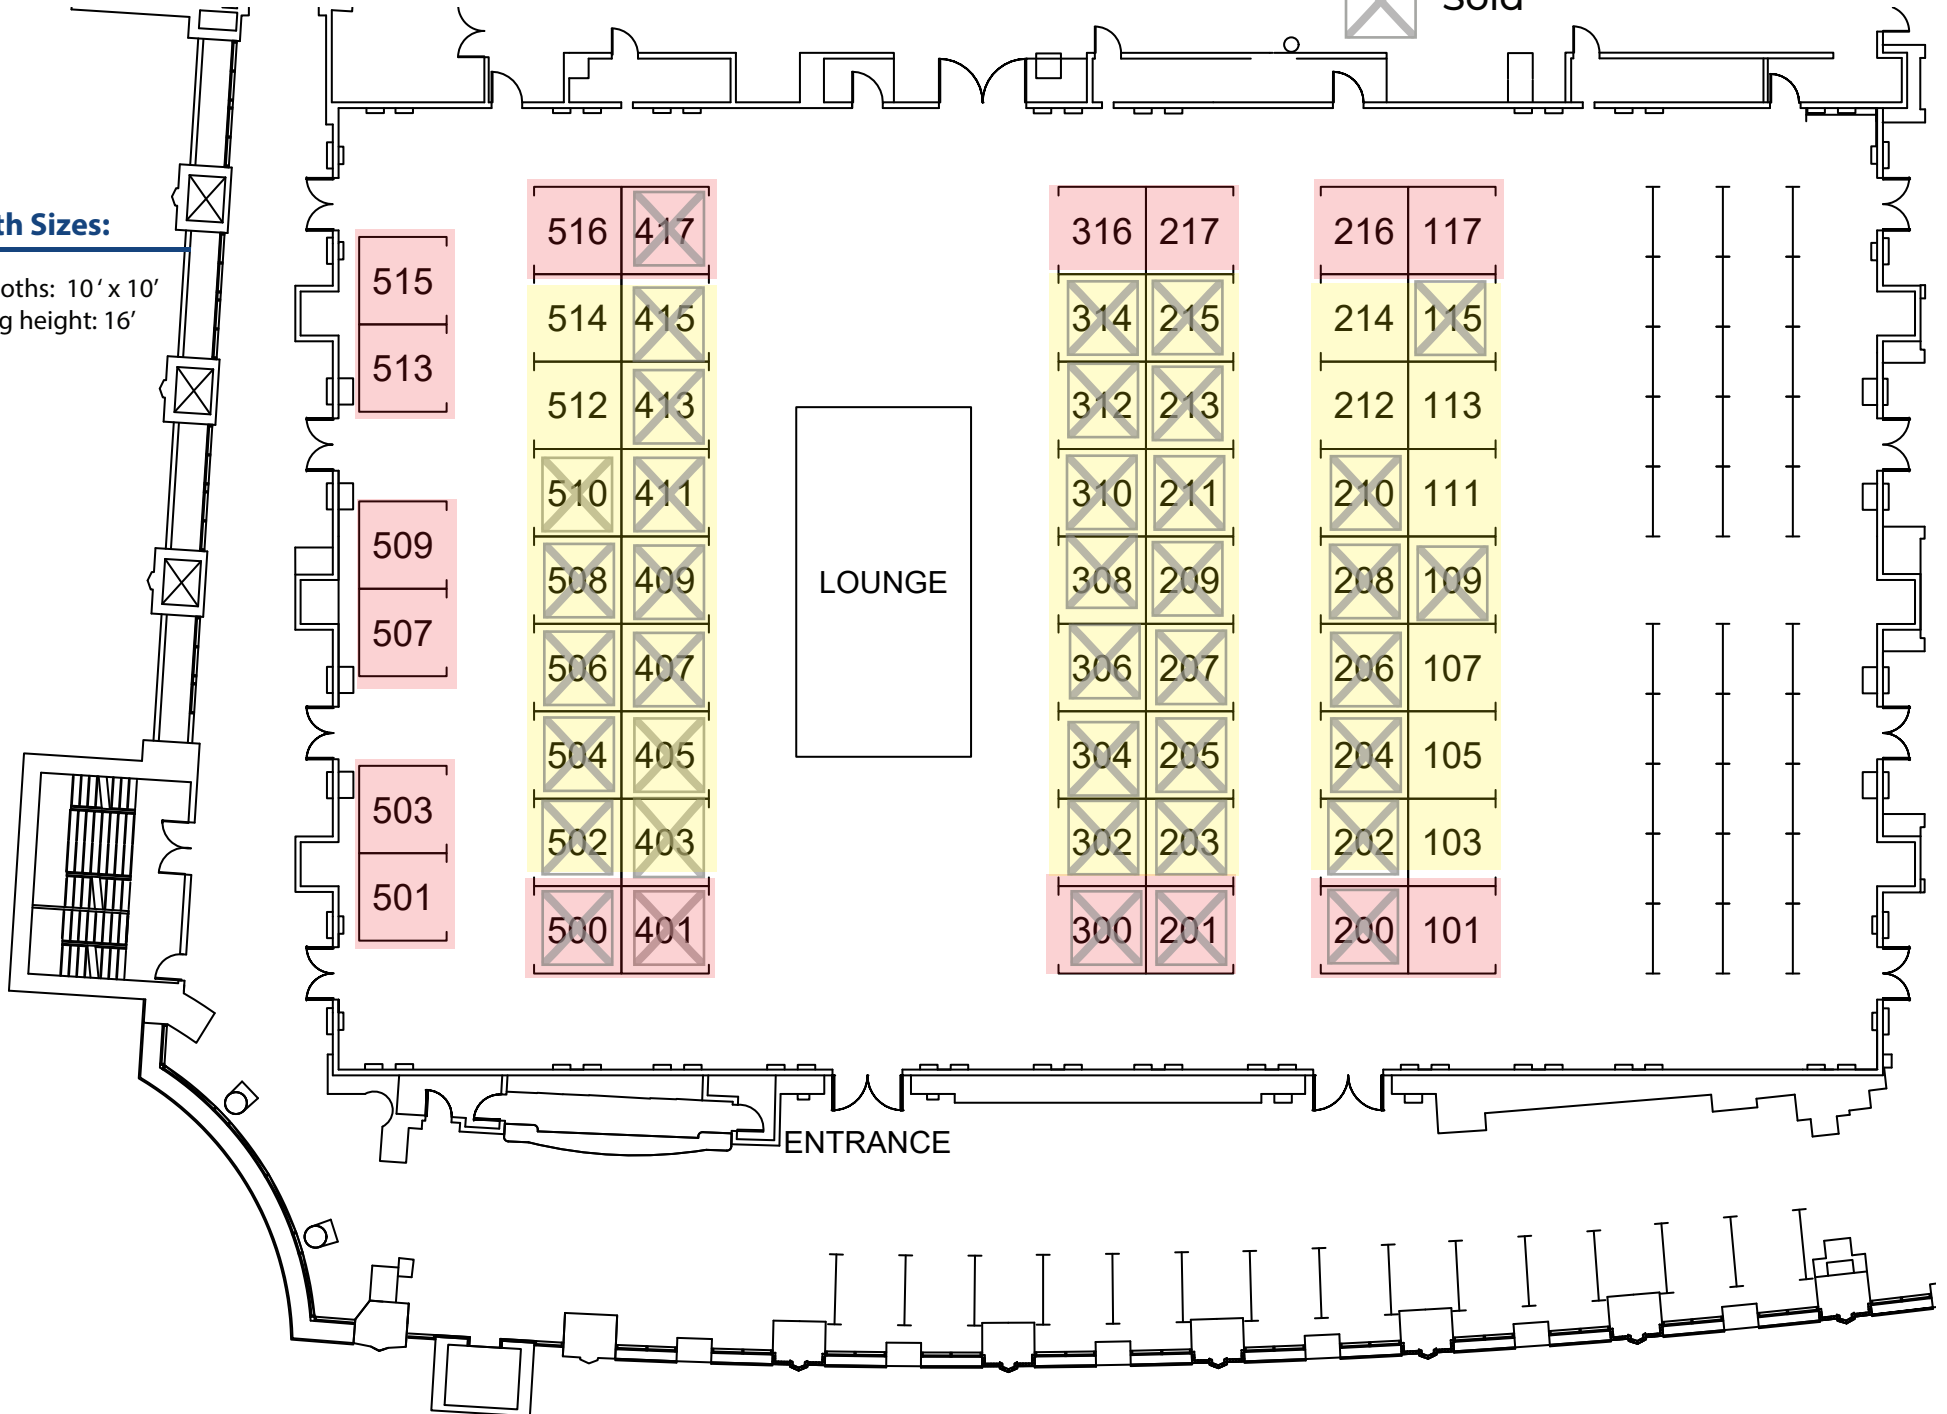 Sold
th Sizes:
oths: 10' x 10'
g height: 16'
516 417 316 217 216 117
515
514 415 314 215 214 115
513
512 413 312 213 212 113
510 411 310 211 210 111
509
508 409 308 209 208 109
LOUNGE
507
506 407 306 207 206 107
504 405 304 205 204 105
503
502 403 302 203 202 103
501
500 401 300 201 200 101
ENTRANCE